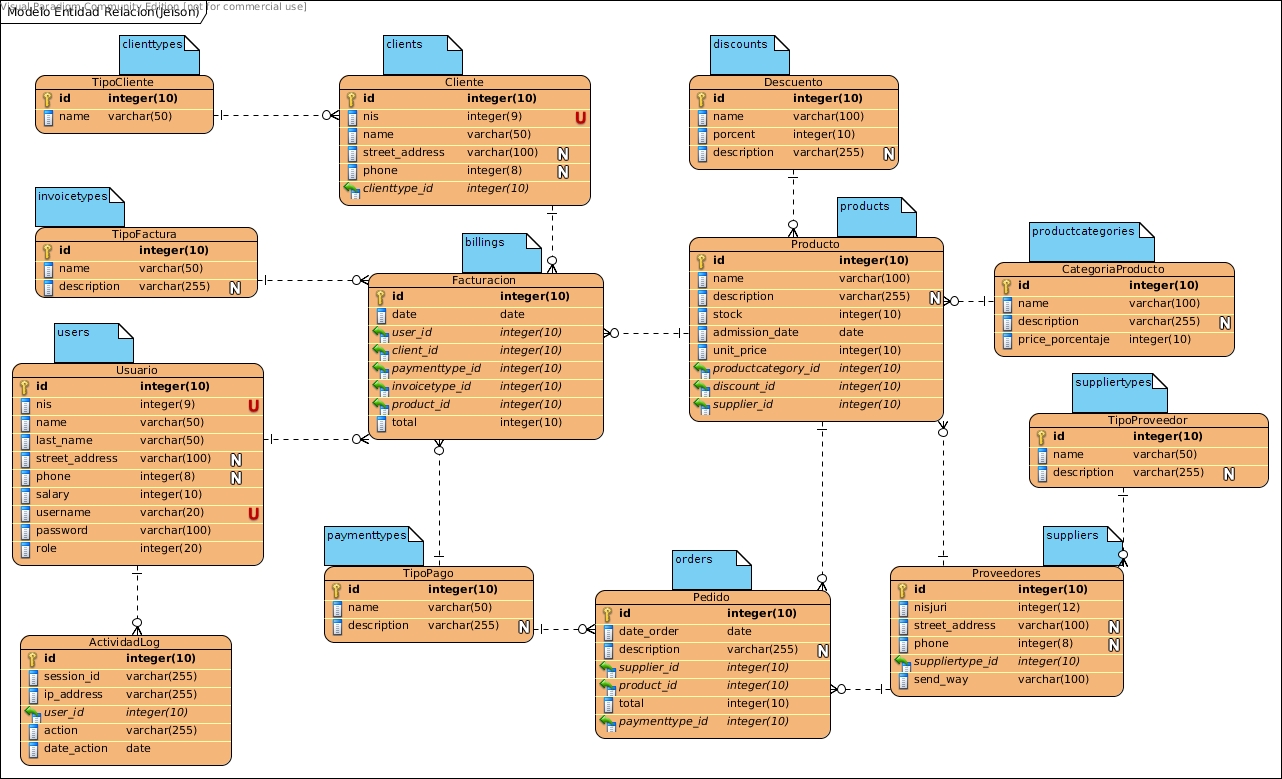 Visual Paradigm Community Edition [not for commercial use]
Modelo Entidad Relacion(Jeison)
clienttypes
TipoCliente
id integer(10)
name varchar(50)
clients
Cliente
id integer(10)
nis integer(9) U
name varchar(50)
street_address varchar(100) N
phone integer(8) N
clienttype_id integer(10)
discounts
Descuento
id integer(10)
name varchar(100)
porcent integer(10)
description varchar(255) N
invoicetypes
TipoFactura
id integer(10)
name varchar(50)
description varchar(255) N
billings
Facturacion
id integer(10)
date date
user_id integer(10)
client_id integer(10)
paymenttype_id integer(10)
invoicetype_id integer(10)
product_id integer(10)
total integer(10)
products
Producto
id integer(10)
name varchar(100)
description varchar(255) N
stock integer(10)
admission_date date
unit_price integer(10)
productcategory_id integer(10)
discount_id integer(10)
supplier_id integer(10)
productcategories
CategoriaProducto
id integer(10)
name varchar(100)
description varchar(255) N
price_porcentaje integer(10)
users
Usuario
id integer(10)
nis integer(9) U
name varchar(50)
last_name varchar(50)
street_address varchar(100) N
phone integer(8) N
salary integer(10)
username varchar(20) U
password varchar(100)
role integer(20)
suppliertypes
TipoProveedor
id integer(10)
name varchar(50)
description varchar(255) N
paymenttypes
TipoPago
id integer(10)
name varchar(50)
description varchar(255) N
orders
Pedido
id integer(10)
date_order date
description varchar(255) N
supplier_id integer(10)
product_id integer(10)
total integer(10)
paymenttype_id integer(10)
suppliers
Proveedores
id integer(10)
nisjuri integer(12)
street_address varchar(100) N
phone integer(8) N
suppliertype_id integer(10)
send_way varchar(100)
ActividadLog
id integer(10)
session_id varchar(255)
ip_address varchar(255)
user_id integer(10)
action varchar(255)
date_action date